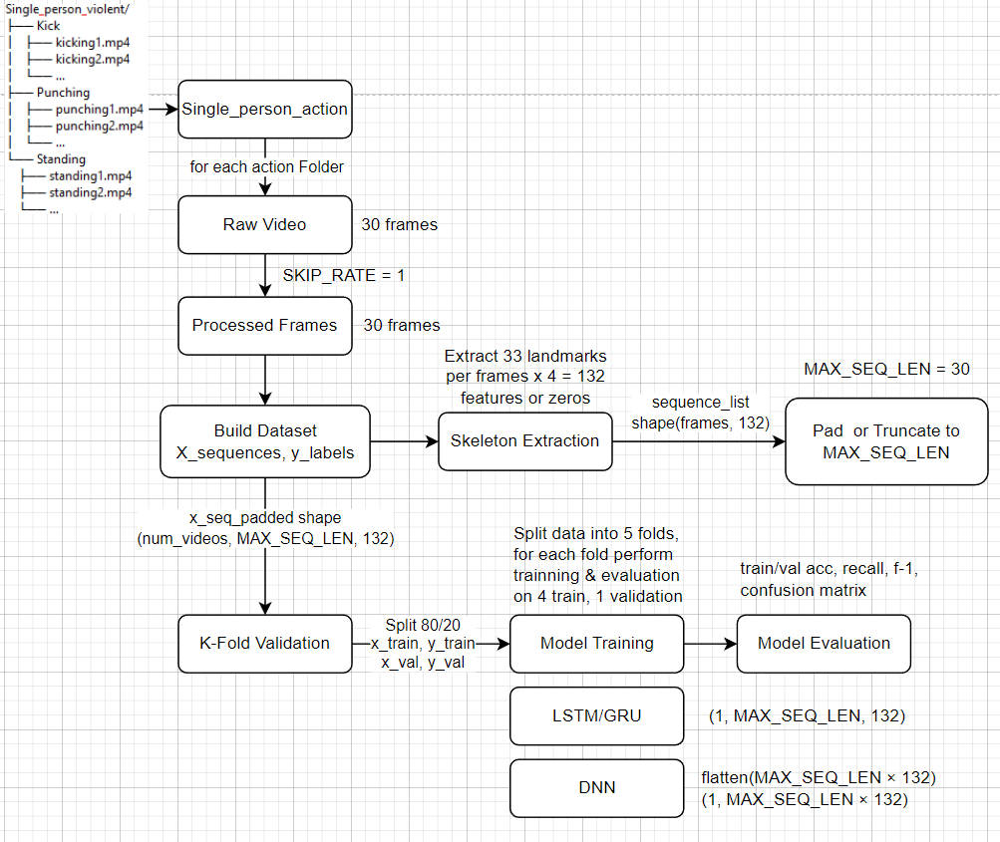 Single_person_violent/
├── Kick
│   ├── kicking1.mp4
│   ├── kicking2.mp4
│   └── ...
├── Punching
│   ├── punching1.mp4
│   ├── punching2.mp4
│   └── ...
└── Standing
├── standing1.mp4
├── standing2.mp4
└── ...
Single_person_action
for each action Folder
Raw Video
30 frames
SKIP_RATE = 1
Processed Frames
30 frames
Build Dataset
X_sequences, y_labels
Extract 33 landmarks
per frames x 4 = 132
features or zeros
Skeleton Extraction
sequence_list
shape(frames, 132)
MAX_SEQ_LEN = 30
Pad or Truncate to
MAX_SEQ_LEN
x_seq_padded shape
(num_videos, MAX_SEQ_LEN, 132)
K-Fold Validation
Split 80/20
x_train, y_train
x_val, y_val
Split data into 5 folds,
for each fold perform
trainning & evaluation
on 4 train, 1 validation
Model Training
train/val acc, recall, f-1,
confusion matrix
Model Evaluation
LSTM/GRU
(1, MAX_SEQ_LEN, 132)
DNN
flatten(MAX_SEQ_LEN × 132)
(1, MAX_SEQ_LEN × 132)